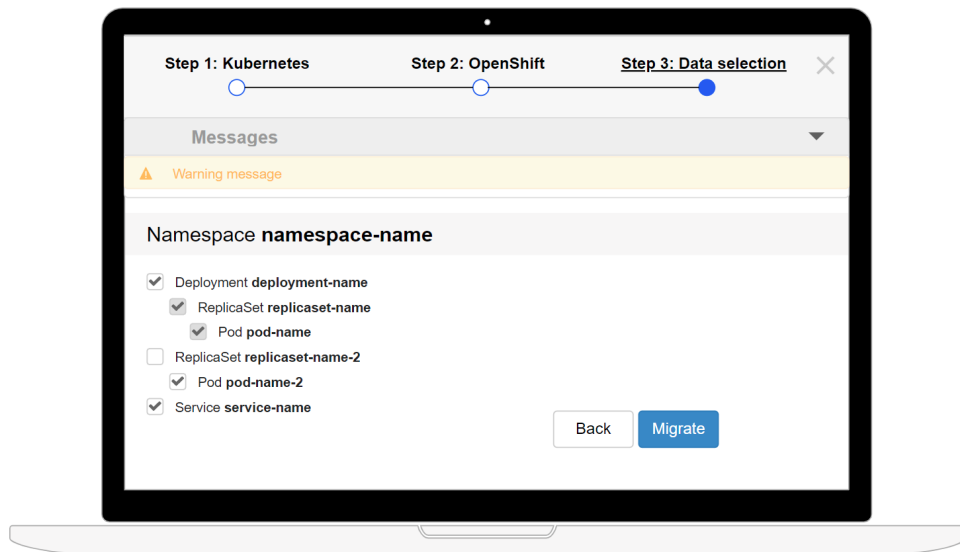 Step 1: Kubernetes Step 2: OpenShift Step 3: Data selection
Messages
Warning message
Namespace namespace-name
Deployment deployment-name
ReplicaSet replicaset-name
Pod pod-name
ReplicaSet replicaset-name-2
Pod pod-name-2
Service service-name
Back Migrate